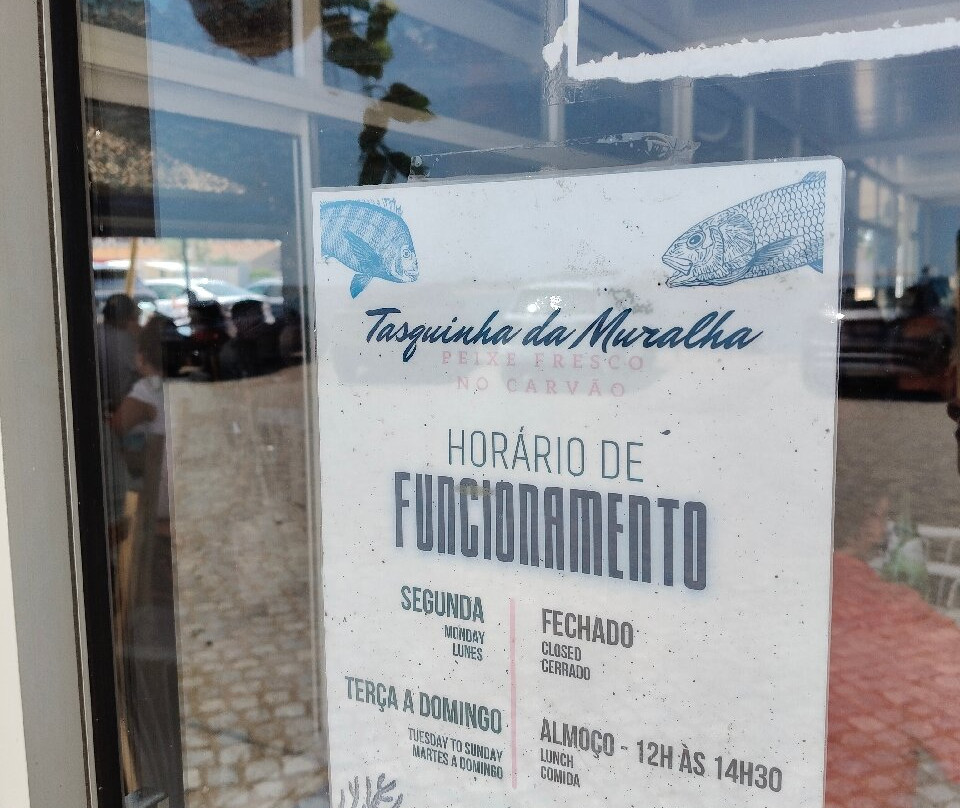 Tasquinha da Muralha
PEIXE FRESCO
NO CARVÃO
HORÁRIO DE
FUNCIONAMENTO
SEGUNDA
MONDAY
LUNES
FECHADO
CLOSED
CERRADO
TERÇA A DOMINGO
TUESDAY TO SUNDAY
MARTES A DOMINGO
ALMOÇO - 12H ÀS 14H30
LUNCH
COMIDA